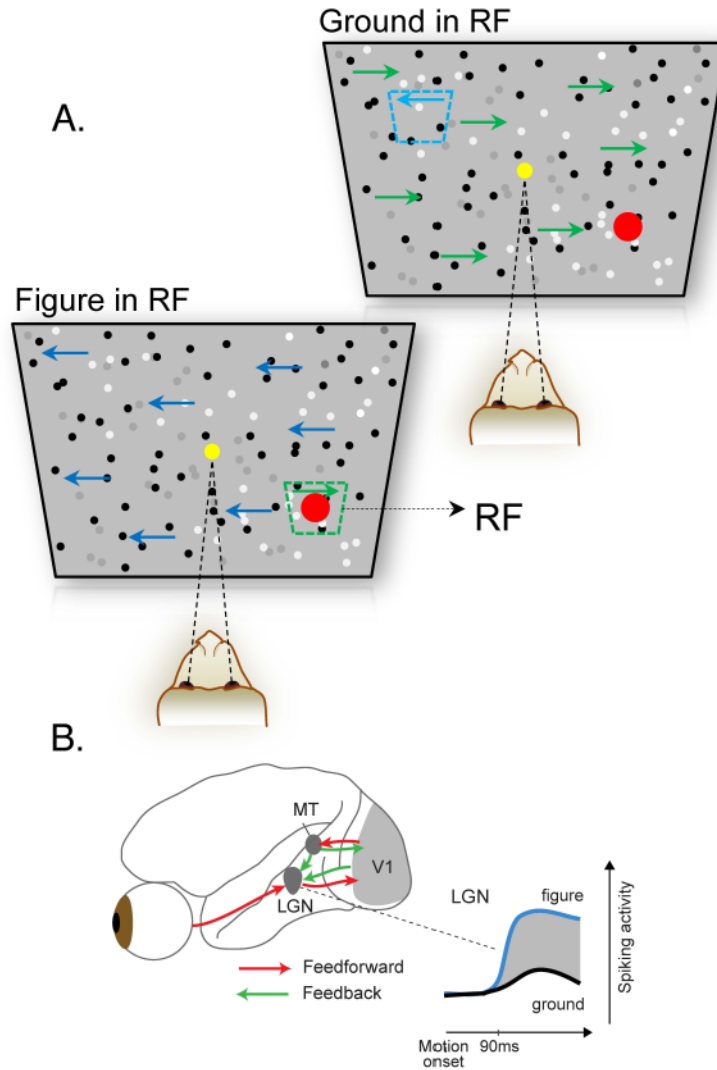 Ground in RF
A.
Figure in RF
RF
B.
MT
V1
LGN
Feedforward
Feedback
LGN
figure
ground
Spiking activity
Motion
onset
90ms